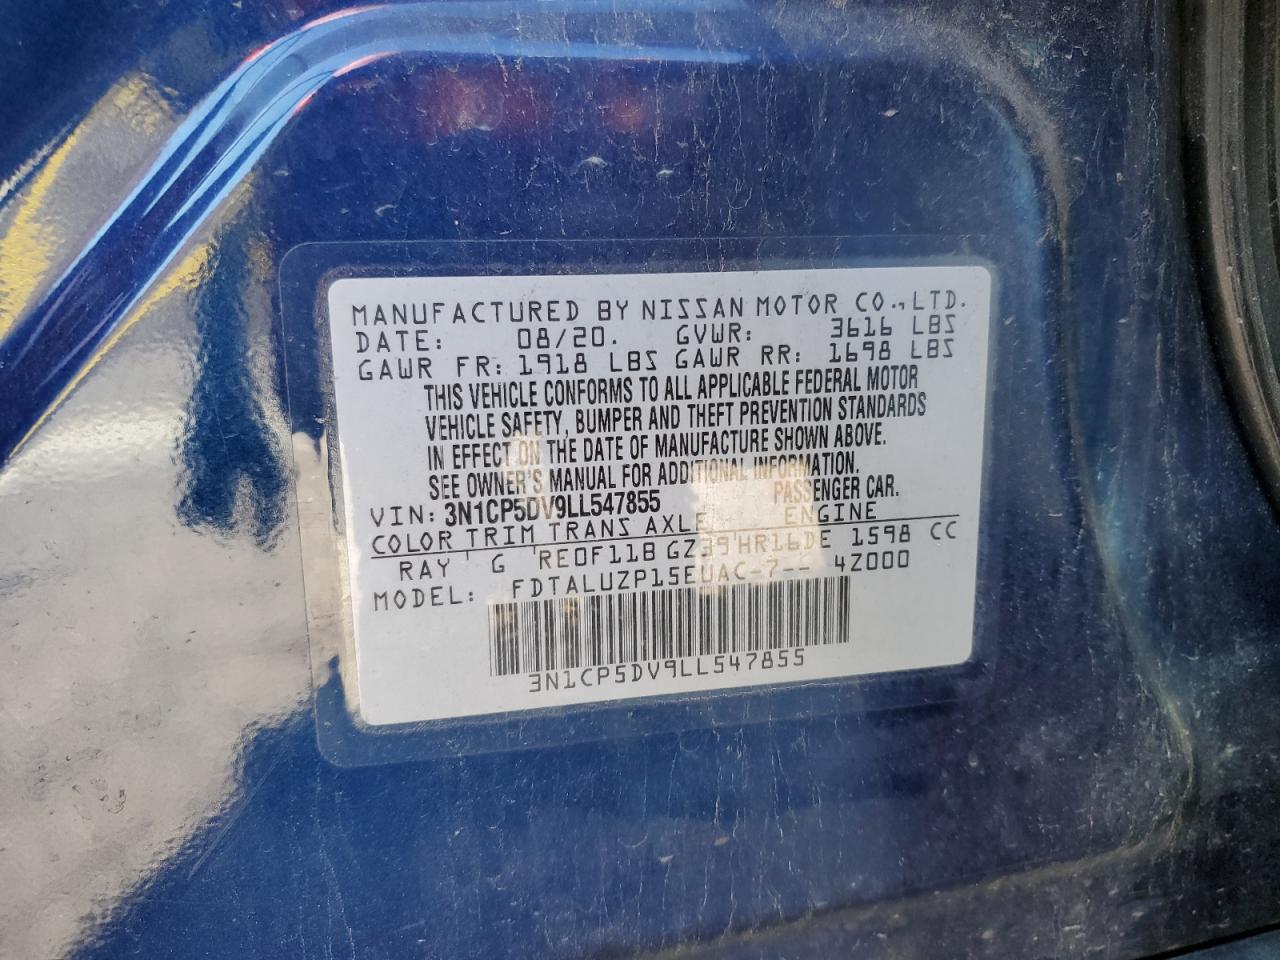 MANUFACTURED BY NISSAN MOTOR CO., LTD.
DATE: 08/20. GVWR: 3616 LBS
GAWR FR: 1918 LBS GAWR RR: 1698 LBS
THIS VEHICLE CONFORMS TO ALL APPLICABLE FEDERAL MOTOR
VEHICLE SAFETY, BUMPER AND THEFT PREVENTION STANDARDS
IN EFFECT ON THE DATE OF MANUFACTURE SHOWN ABOVE.
SEE OWNER'S MANUAL FOR ADDITIONAL INFORMATION.
VIN: 3N1CP5DV9LL547855 PASSENGER CAR.
COLOR TRIM TRANS AXLE ENGINE
RAY G RE0F11B GZ39 HR16DE 1598 CC
MODEL: FDTALUZP15EUAC-7-- 4Z000
3N1CP5DV9LL547855